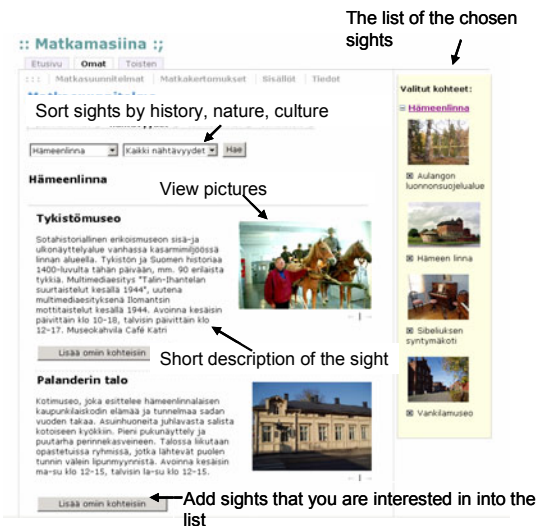 The list of the chosen
sights
:: Matkamasiina :;
Etusivu Omat Toisten
:::: Matkasuunnitelmat Matkakertomukset Sisällöt Tiedot
Sort sights by history, nature, culture
Hämeenlinna Kaikki nähtävyydet Hae
Hämeenlinna
View pictures
Tykistömuseo
Sotahistoriallinen erikoismuseon sisä-ja
ulkonäyttelyalue vanhassa kasarmimiljöössä
linnan alueella. Tykistön ja Suomen historiaa
1400-luvulta tähän päivään, mm. 90 erilaista
tykkiä. Multimediaesitys "Talin-Ihantelan
suurtaistelut kesällä 1944", uutena
multimediaesityksenä Ilomantsin
mottitaistelut kesällä 1944. Avoinna kesäisin
päivittäin klo 10-18, talvisin päivittäin klo
12-17. Museokahvila Café Katri
Lisää omiin kohteisiin
Short description of the sight
Palanderin talo
Kotimuseo, joka esittelee hämeenlinnalaisen
kaupunkilaiskodin elämää ja tunnelmaa sadan
vuoden takaa. Asuinhuoneita juhlavasta salista
kotoiseen kyökkiin. Pieni pukunäyttely ja
puutarha perinnekasveineen. Talossa liikutaan
opastetuissa ryhmissä, jotka lähtevät puolen
tunnin välein lipunmyynnistä. Avoinna kesäisin
ma-su klo 12-15, talvisin la-su klo 12-15.
Lisää omiin kohteisiin
Add sights that you are interested in into the
list
Valitut kohteet:
Hämeenlinna
Aulangon
luonnonsuojelualue
Hämeen linna
Sibeliuksen
syntymäkoti
Vankilamuseo